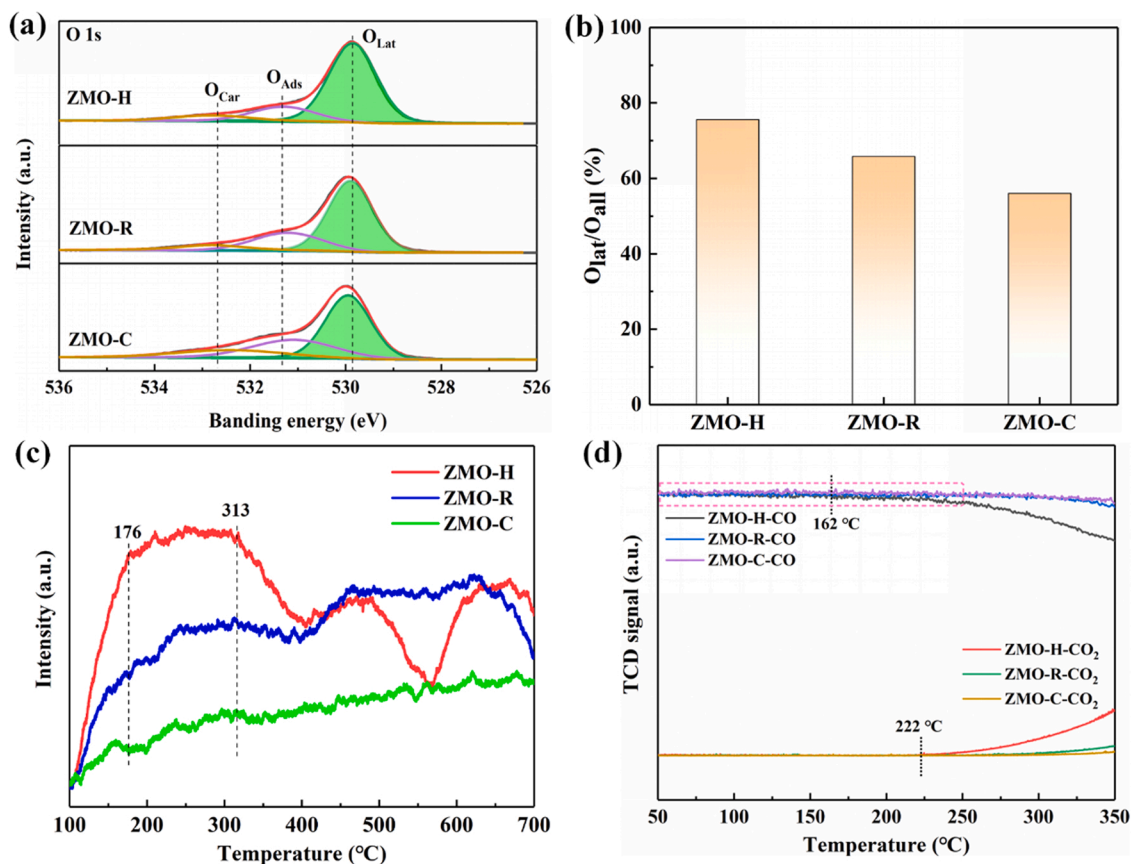 (a)
O 1s
O_Lat
O_Ads
O_Car
ZMO-H
ZMO-R
ZMO-C
Intensity (a.u.)
536 534 532 530 528 526
Banding energy (eV)
(b)
100
80
60
40
20
0
O_lat/O_all (%)
ZMO-H ZMO-R ZMO-C
(c)
ZMO-H
ZMO-R
ZMO-C
176
313
Intensity (a.u.)
100 200 300 400 500 600 700
Temperature (℃)
(d)
162 ℃
ZMO-H-CO
ZMO-R-CO
ZMO-C-CO
ZMO-H-CO₂
ZMO-R-CO₂
ZMO-C-CO₂
222 ℃
TCD signal (a.u.)
50 100 150 200 250 300 350
Temperature (℃)